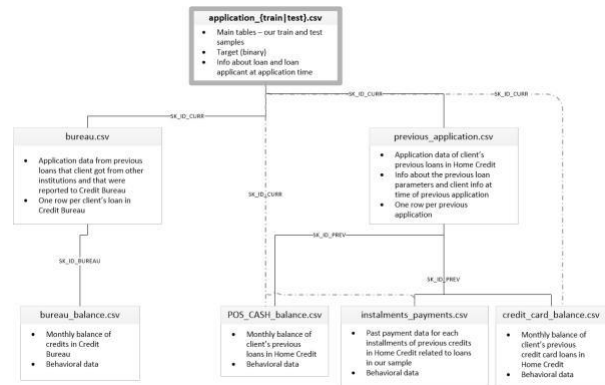 application_{train|test}.csv
• Main tables – our train and test
samples
• Target (binary)
• Info about loan and loan
applicant at application time
SK_ID_CURR
SK_ID_CURR
SK_ID_CURR
bureau.csv
• Application data from previous
loans that client got from other
institutions and that were
reported to Credit Bureau
• One row per client's loan in
Credit Bureau
previous_application.csv
• Application data of client's
previous loans in Home Credit
• Info about the previous loan
parameters and client info at
time of previous application
• One row per previous
application
SK_ID_CURR
SK_ID_BUREAU
SK_ID_PREV
SK_ID_PREV
bureau_balance.csv
• Monthly balance of
credits in Credit
Bureau
• Behavioral data
POS_CASH_balance.csv
• Monthly balance of
client's previous
loans in Home Credit
• Behavioral data
instalments_payments.csv
• Past payment data for each
installments of previous credits
in Home Credit related to loans
in our sample
• Behavioral data
credit_card_balance.csv
• Monthly balance of
client's previous
credit card loans in
Home Credit
• Behavioral data